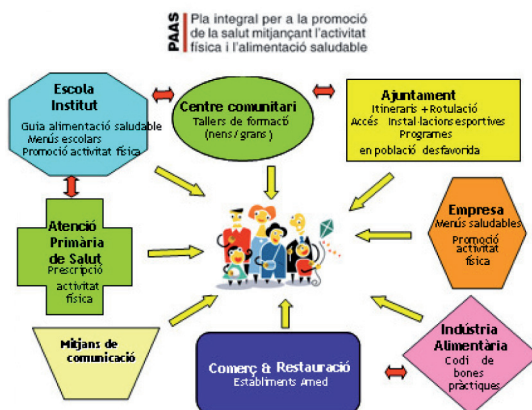 PAAS
Pla integral per a la promoció
de la salut mitjançant l'activitat
física i l'alimentació saludable
Escola
Institut
Guia alimentació saludable
Menús escolars
Promoció activitat física
Centre comunitari
Tallers de formació
(nens / grans )
Ajuntament
Itineraris + Rotulació
Accés Instal·lacions esportives
Programes
en població desfavorida
Atenció
Primària
de Salut
Prescripció
activitat
física
Empresa
Menús saludables
Promoció
activitat
física
Mitjans de
comunicació
Comerç & Restauració
Establiments Amed
Indústria
Alimentària
Codi de
bones
pràctiques